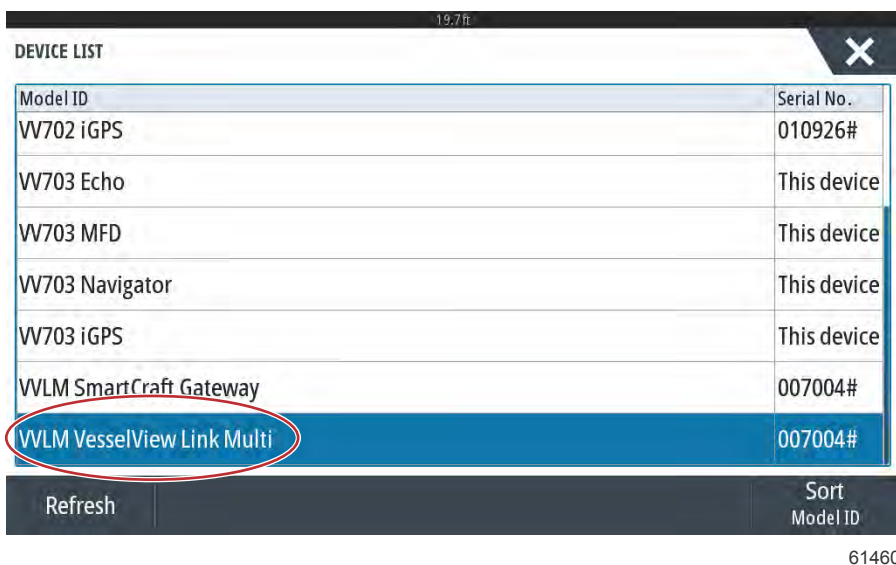 19.7ft
DEVICE LIST
Model ID Serial No.
VV702 iGPS 010926#
VV703 Echo This device
VV703 MFD This device
VV703 Navigator This device
VV703 iGPS This device
VVLM SmartCraft Gateway 007004#
VVLM VesselView Link Multi 007004#
Refresh Sort
Model ID
61460